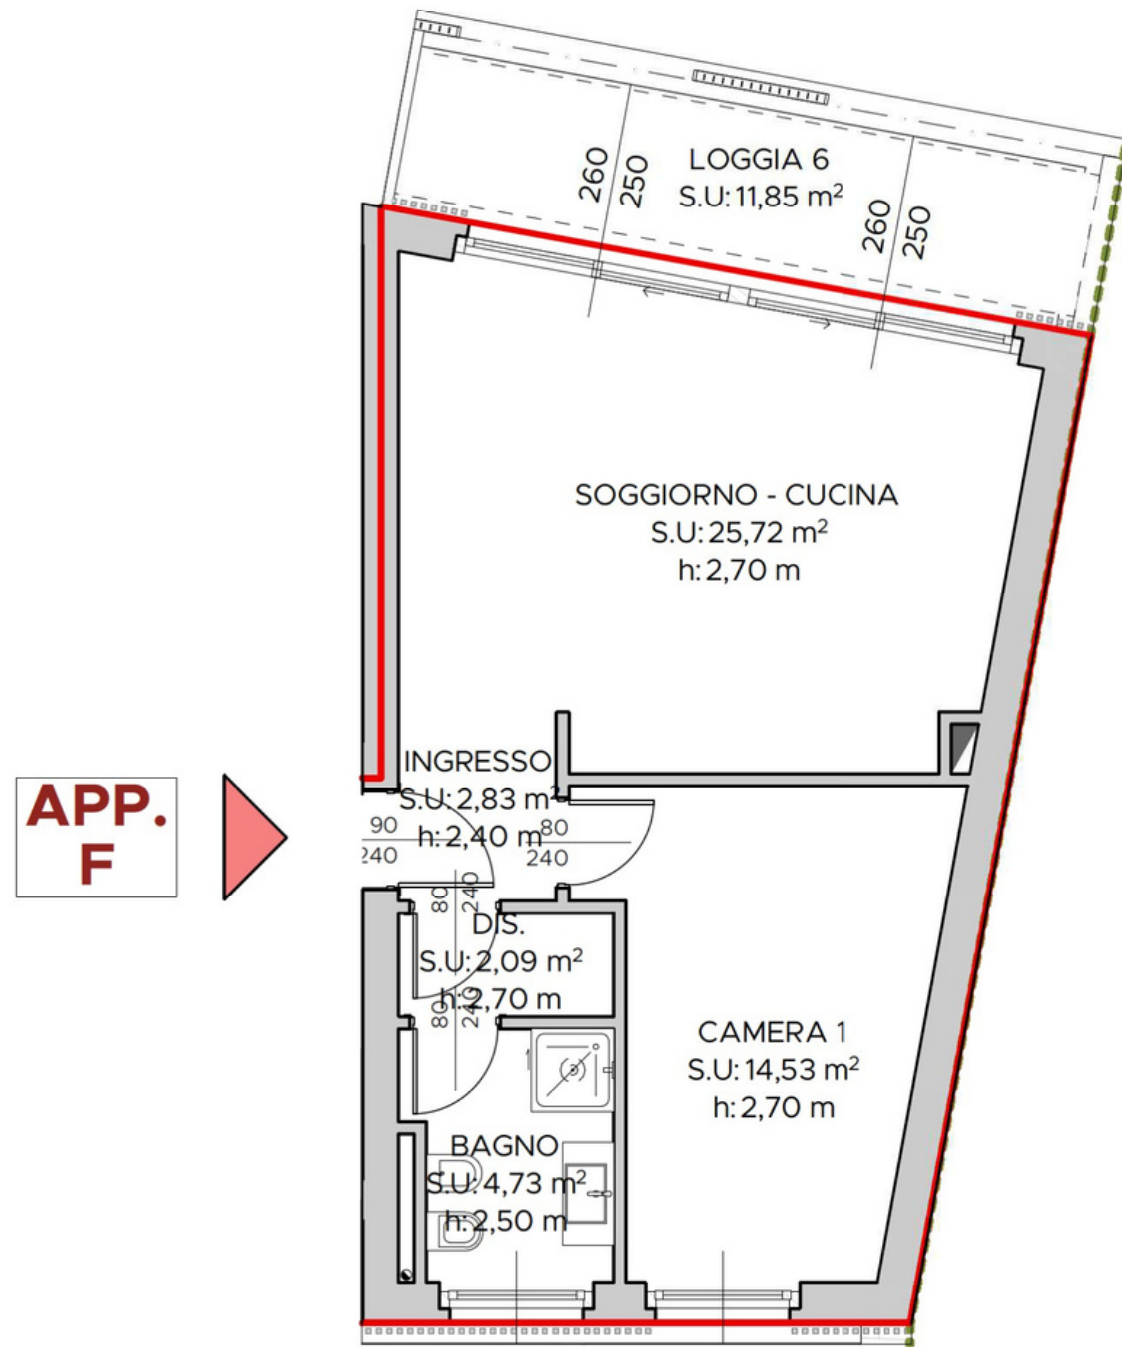 LOGGIA 6
S.U: 11,85 m²
260
250
260
250
SOGGIORNO - CUCINA
S.U: 25,72 m²
h: 2,70 m
INGRESSO
S.U: 2,83 m²
h: 2,40 m
90
240
80
240
APP.
F
80
240
DIS.
S.U: 2,09 m²
h: 2,70 m
80
240
CAMERA 1
S.U: 14,53 m²
h: 2,70 m
BAGNO
S.U: 4,73 m²
h: 2,50 m